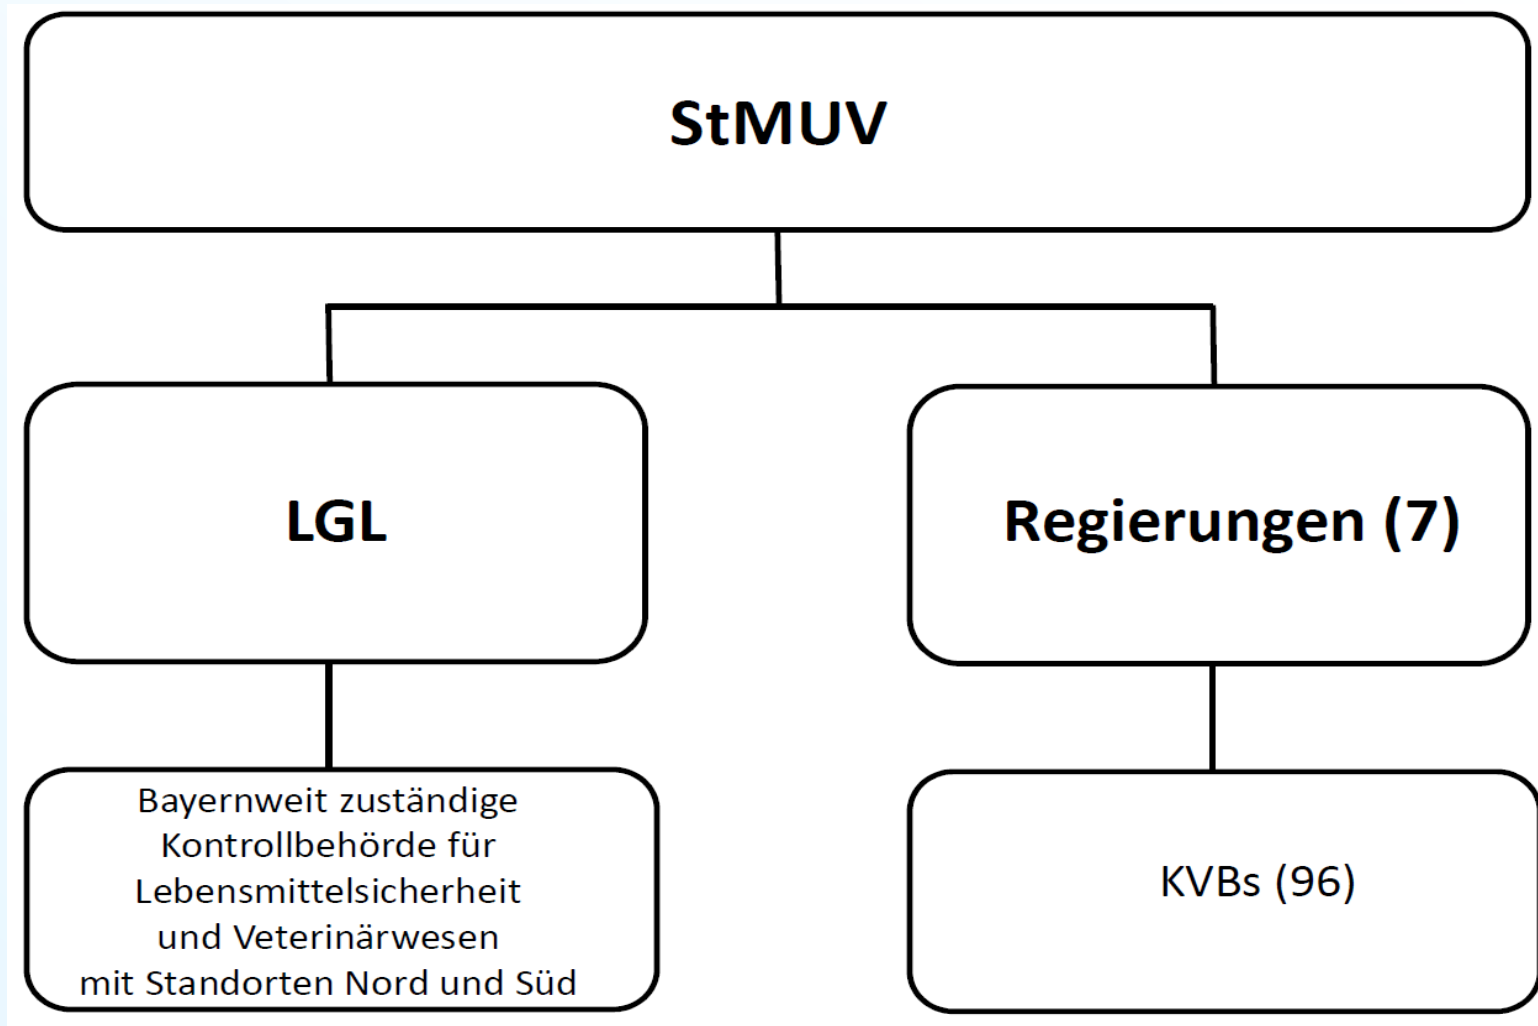 StMUV
LGL
Regierungen (7)
Bayernweit zuständige
Kontrollbehörde für
Lebensmittelsicherheit
und Veterinärwesen
mit Standorten Nord und Süd
KVBs (96)